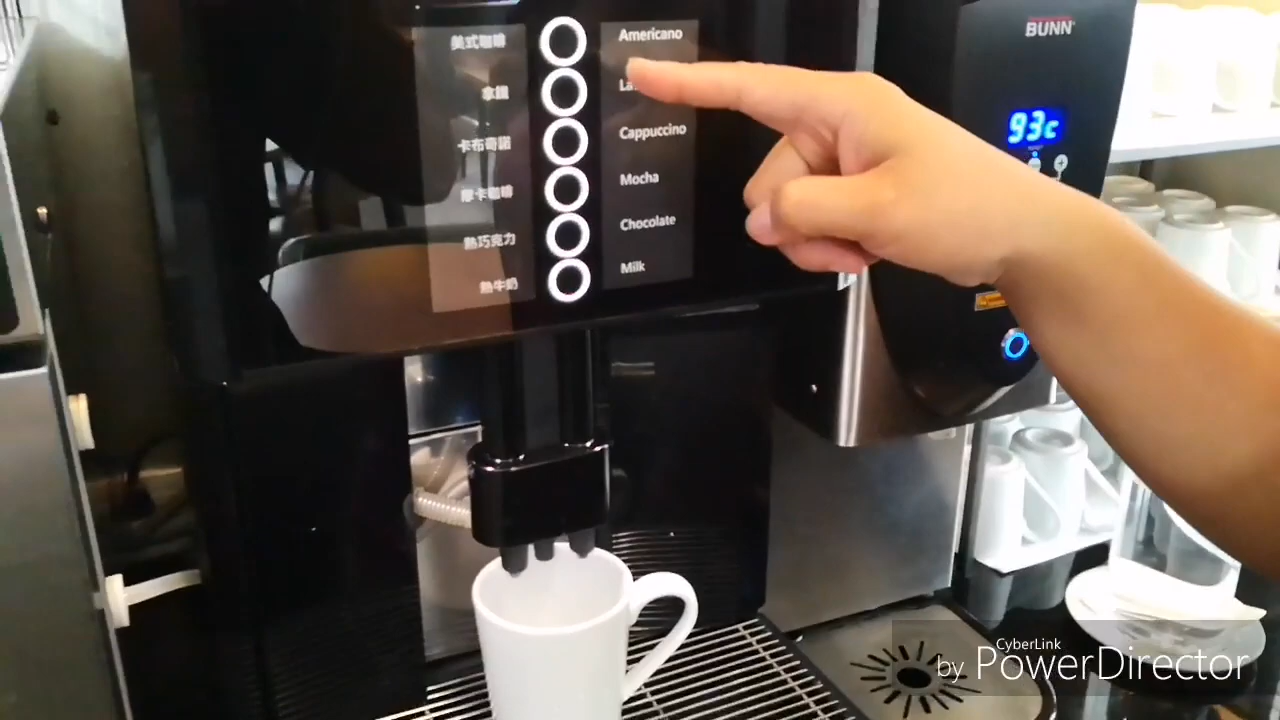 美式咖啡
Americano
拿鐵
卡布奇諾
Cappuccino
摩卡咖啡
Mocha
熱巧克力
Chocolate
熱牛奶
Milk
BUNN
93c
CyberLink
by PowerDirector